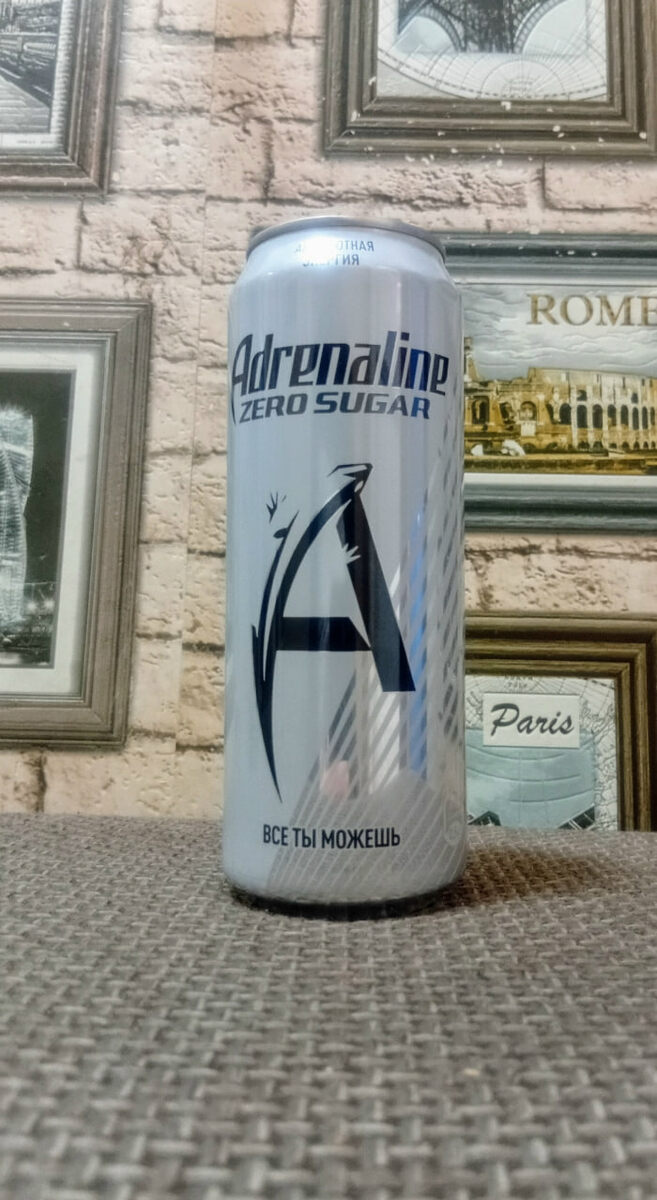 Adrenaline
ZERO SUGAR
ВСЕ ТЫ МОЖЕШЬ
ROME
Paris